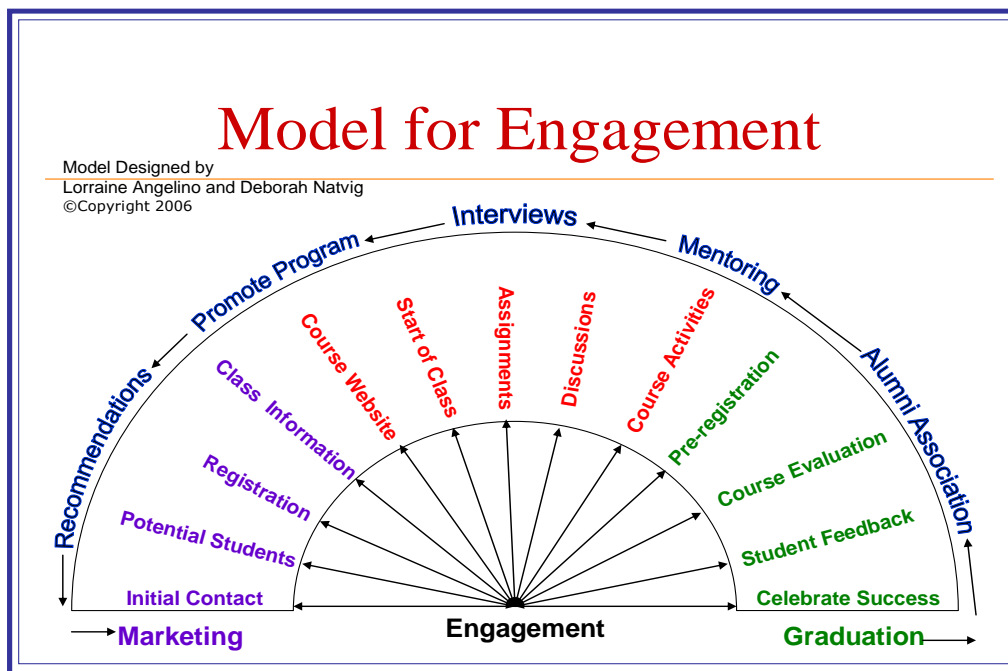 Model for Engagement
Model Designed by
Lorraine Angelino and Deborah Natvig
©Copyright 2006
Recommendations
Promote Program
Interviews
Mentoring
Alumni Association
Initial Contact
Potential Students
Registration
Class Information
Course Website
Start of Class
Assignments
Discussions
Course Activities
Pre-registration
Course Evaluation
Student Feedback
Celebrate Success
Marketing
Engagement
Graduation